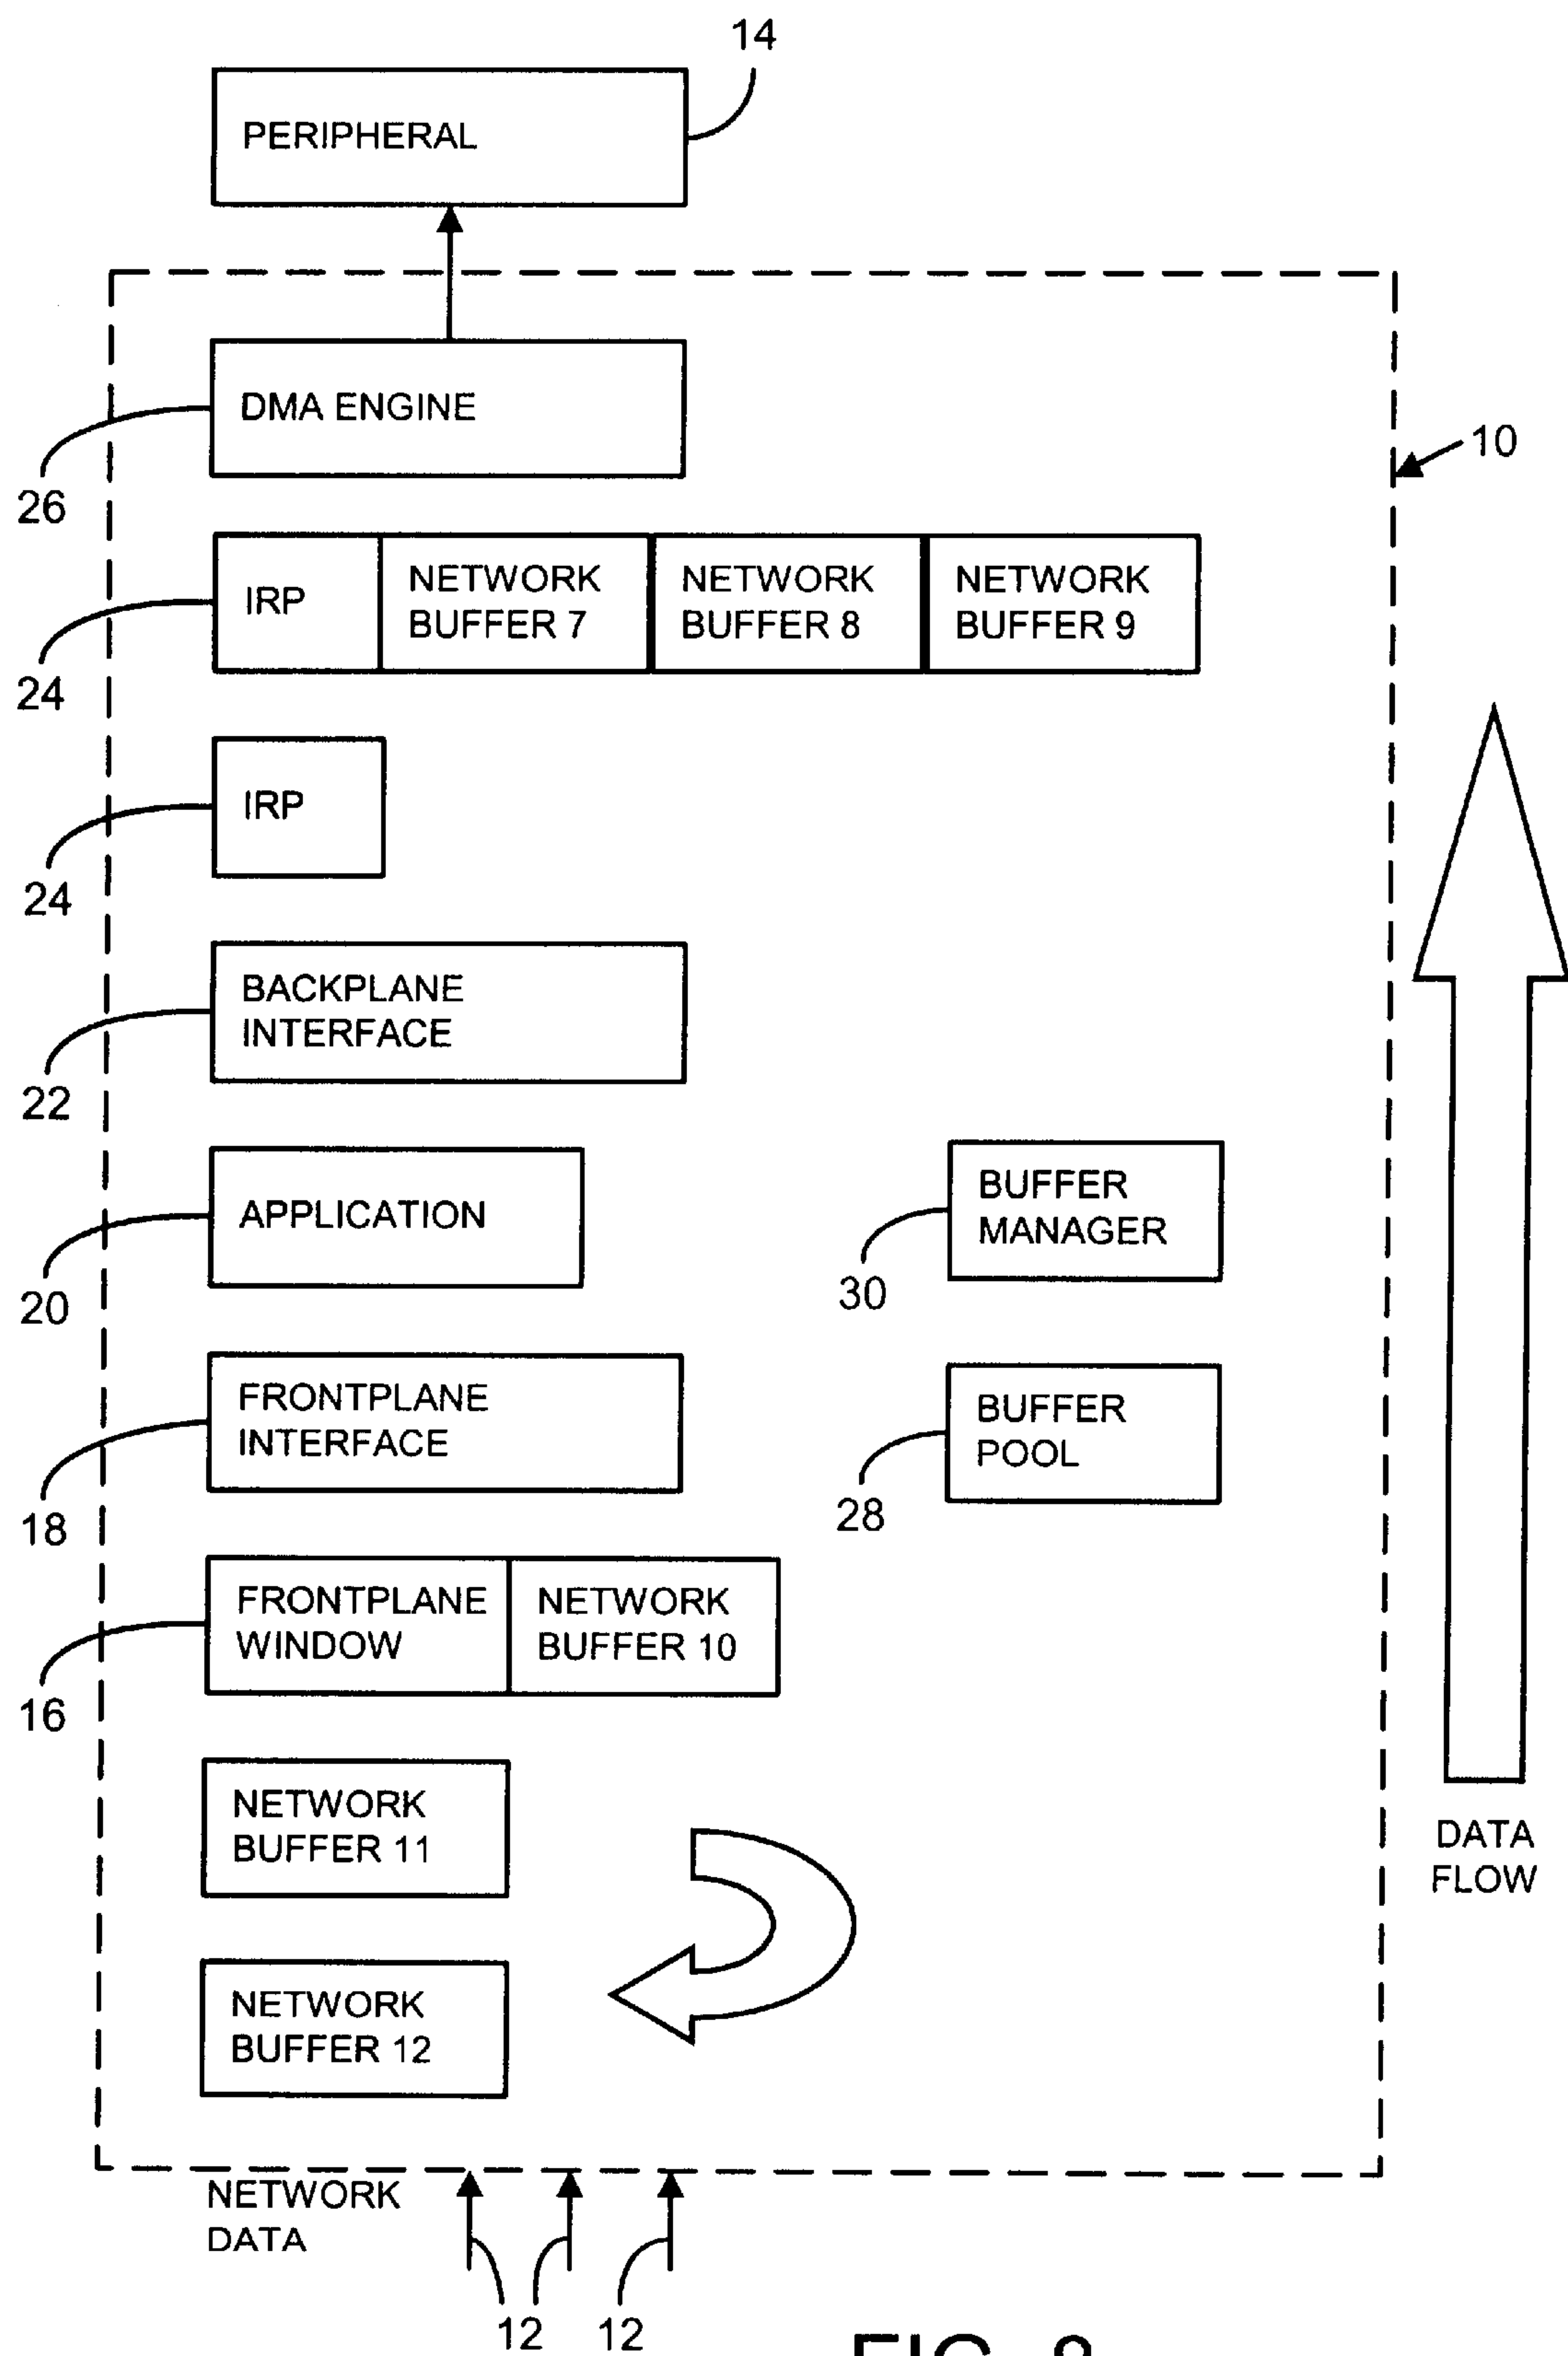 14
PERIPHERAL
DMA ENGINE
26
10
IRP
NETWORK
BUFFER 7
NETWORK
BUFFER 8
NETWORK
BUFFER 9
24
IRP
24
BACKPLANE
INTERFACE
22
APPLICATION
20
BUFFER
MANAGER
30
FRONTPLANE
INTERFACE
18
BUFFER
POOL
28
FRONTPLANE
WINDOW
NETWORK
BUFFER 10
16
NETWORK
BUFFER 11
DATA
FLOW
NETWORK
BUFFER 12
NETWORK
DATA
12
12